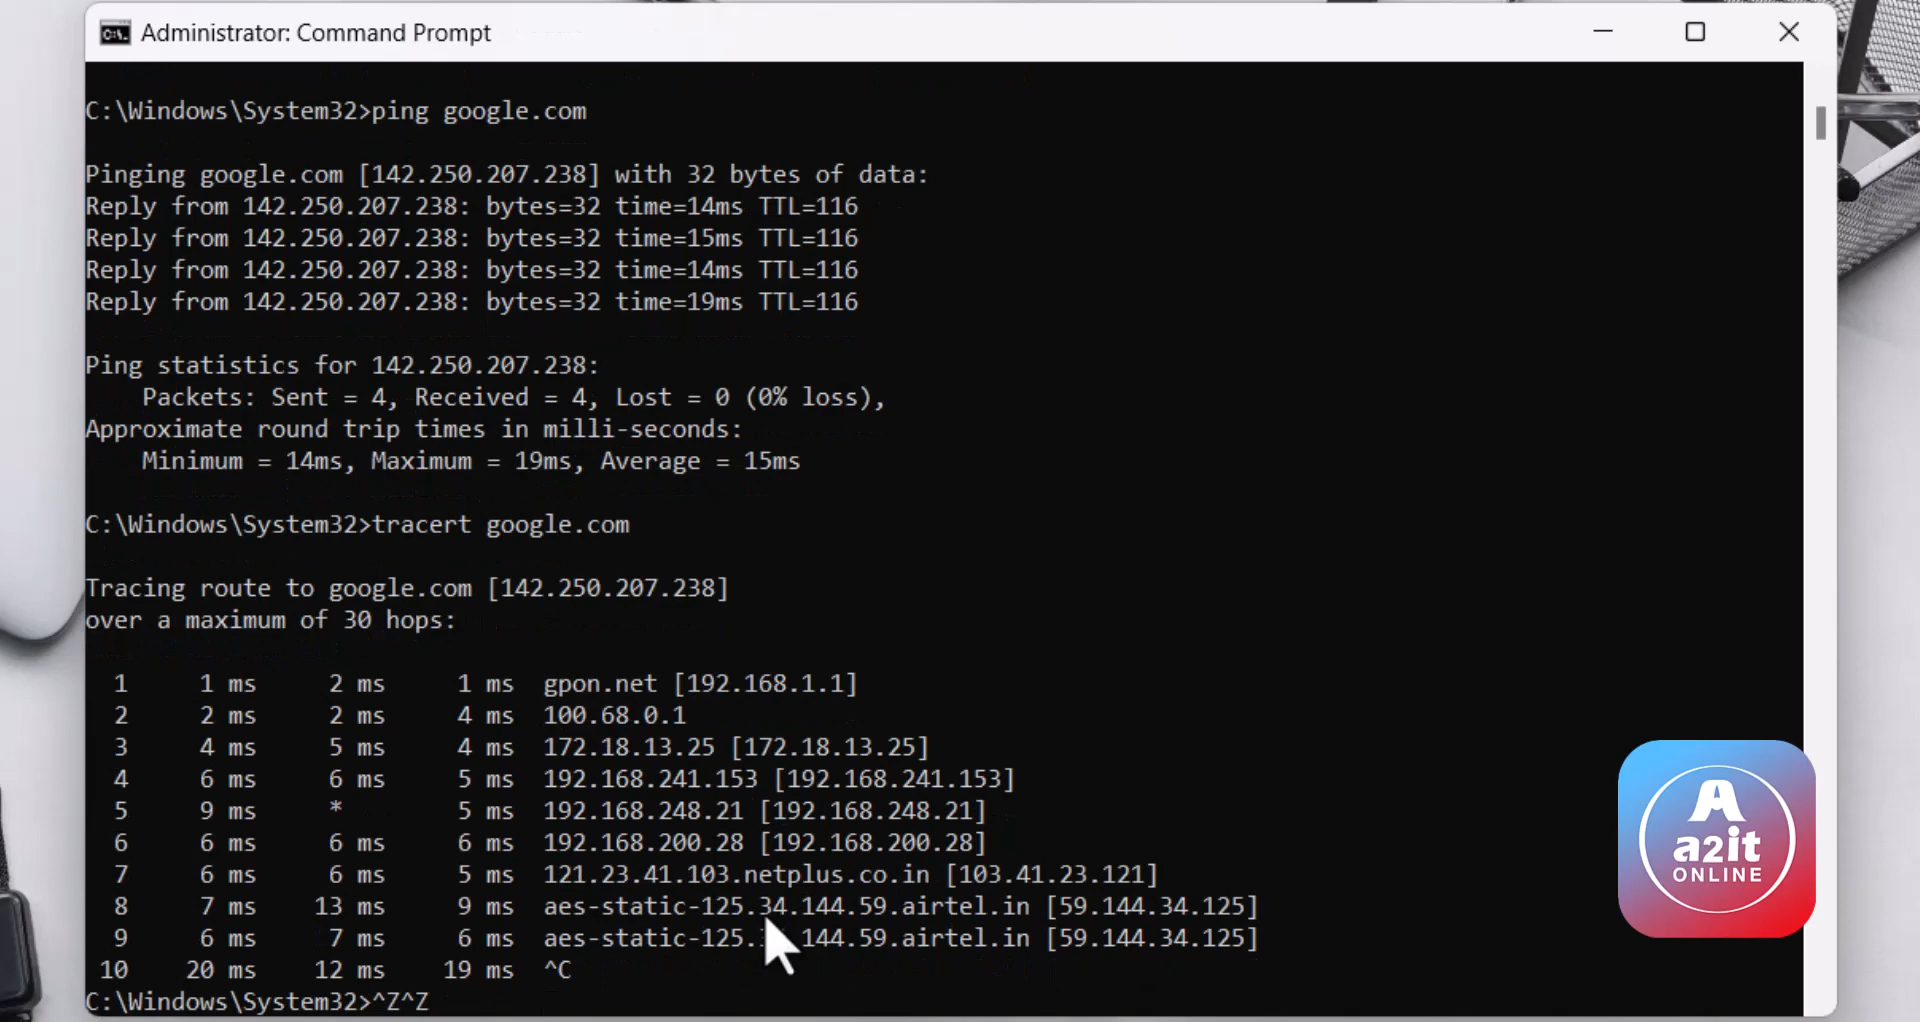 Administrator: Command Prompt
C:\Windows\System32>ping google.com
Pinging google.com [142.250.207.238] with 32 bytes of data:
Reply from 142.250.207.238: bytes=32 time=14ms TTL=116
Reply from 142.250.207.238: bytes=32 time=15ms TTL=116
Reply from 142.250.207.238: bytes=32 time=14ms TTL=116
Reply from 142.250.207.238: bytes=32 time=19ms TTL=116
Ping statistics for 142.250.207.238:
    Packets: Sent = 4, Received = 4, Lost = 0 (0% loss),
Approximate round trip times in milli-seconds:
    Minimum = 14ms, Maximum = 19ms, Average = 15ms
C:\Windows\System32>tracert google.com
Tracing route to google.com [142.250.207.238]
over a maximum of 30 hops:
  1     1 ms     2 ms     1 ms  gpon.net [192.168.1.1]
  2     2 ms     2 ms     4 ms  100.68.0.1
  3     4 ms     5 ms     4 ms  172.18.13.25 [172.18.13.25]
  4     6 ms     6 ms     5 ms  192.168.241.153 [192.168.241.153]
  5     9 ms     *        5 ms  192.168.248.21 [192.168.248.21]
  6     6 ms     6 ms     6 ms  192.168.200.28 [192.168.200.28]
  7     6 ms     6 ms     5 ms  121.23.41.103.netplus.co.in [103.41.23.121]
  8     7 ms    13 ms     9 ms  aes-static-125.34.144.59.airtel.in [59.144.34.125]
  9     6 ms     7 ms     6 ms  aes-static-125. .144.59.airtel.in [59.144.34.125]
 10    20 ms    12 ms    19 ms  ^C
C:\Windows\System32>^Z^Z
A
a2it
ONLINE